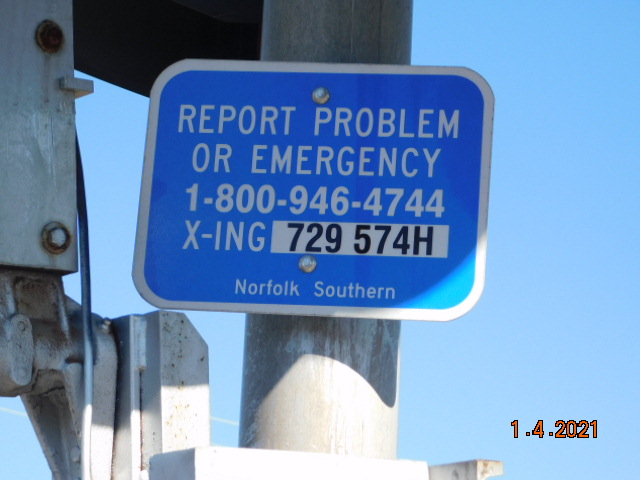 REPORT PROBLEM
OR EMERGENCY
1-800-946-4744
X-ING 729 574H
Norfolk Southern
1.4.2021